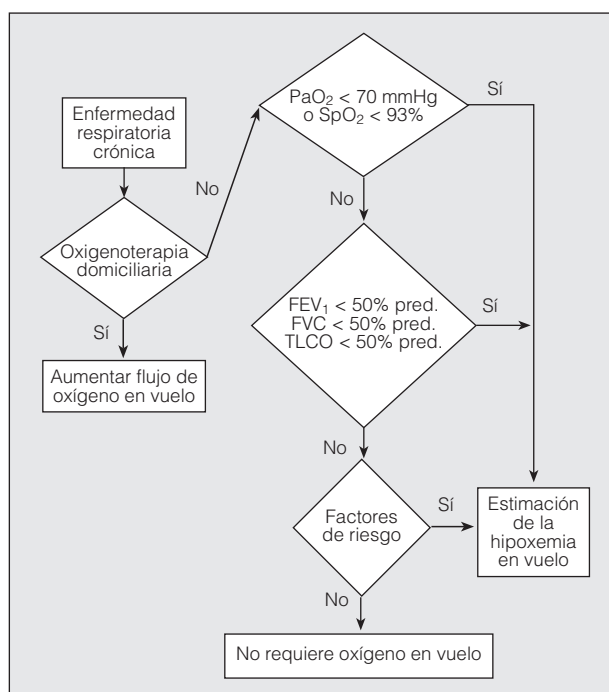 Enfermedad
respiratoria
crónica
Oxigenoterapia
domiciliaria
Sí
Aumentar flujo de
oxígeno en vuelo
No
PaO₂ < 70 mmHg
o SpO₂ < 93%
Sí
No
FEV₁ < 50% pred.
FVC < 50% pred.
TLCO < 50% pred.
Sí
No
Factores
de riesgo
Sí
Estimación
de la
hipoxemia
en vuelo
No
No requiere oxígeno en vuelo